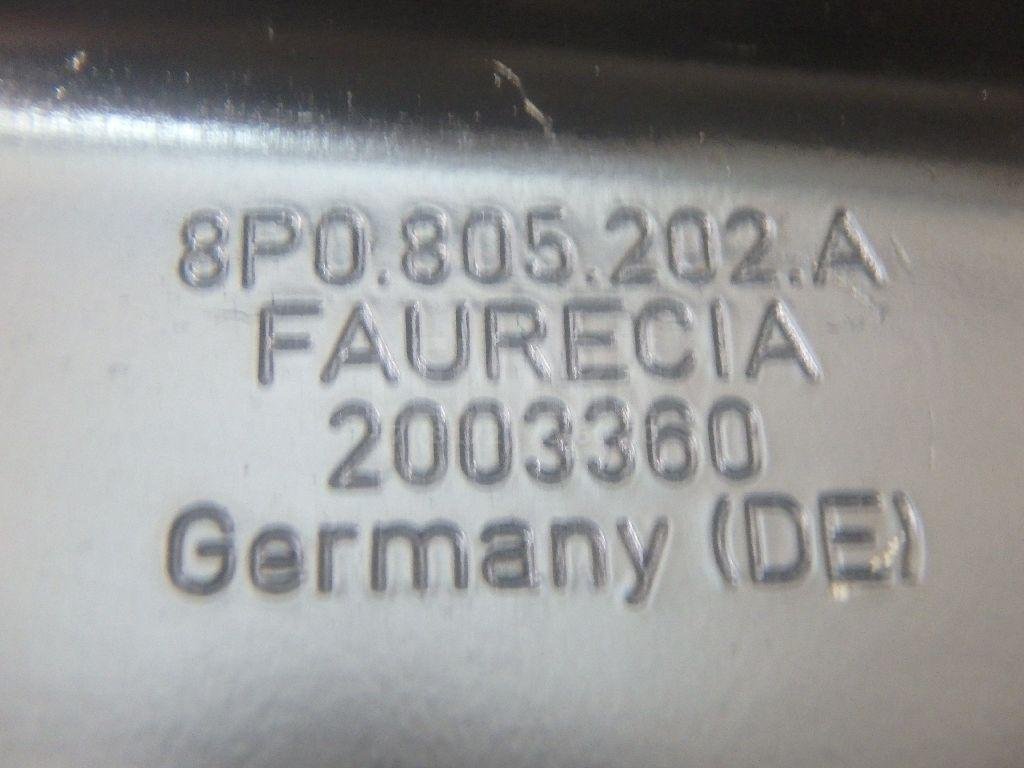 8P0.805.202.A
FAURECIA
2003360
Germany (DE)